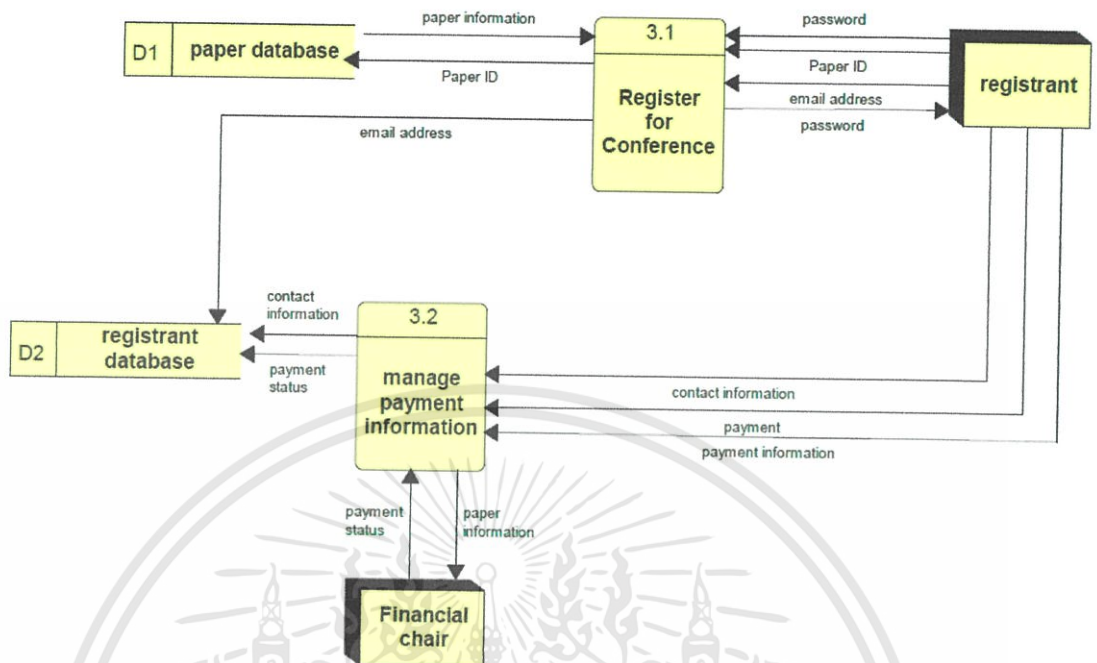 paper information
password
3.1
D1
paper database
Paper ID
Paper ID
registrant
Register
for
Conference
email address
email address
password
contact
information
3.2
D2
registrant
database
payment
status
manage
payment
information
contact information
payment
payment information
payment
status
paper
information
Financial
chair